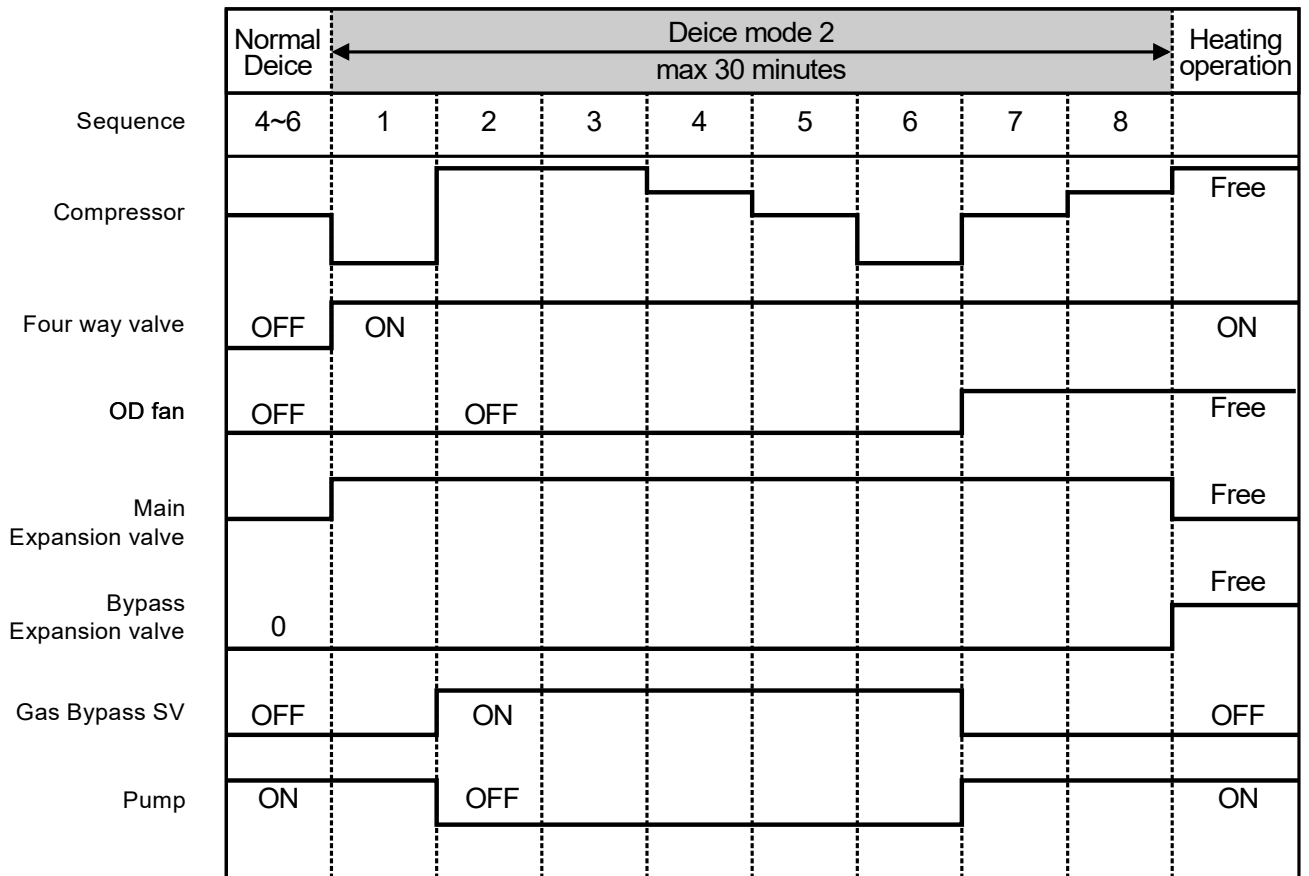 Normal
Deice
Deice mode 2
max 30 minutes
Heating
operation
Sequence 4~6 1 2 3 4 5 6 7 8
Compressor Free
Four way valve OFF ON ON
OD fan OFF OFF Free
Main
Expansion valve
Free
Bypass
Expansion valve
0 Free
Gas Bypass SV OFF ON OFF
Pump ON OFF ON